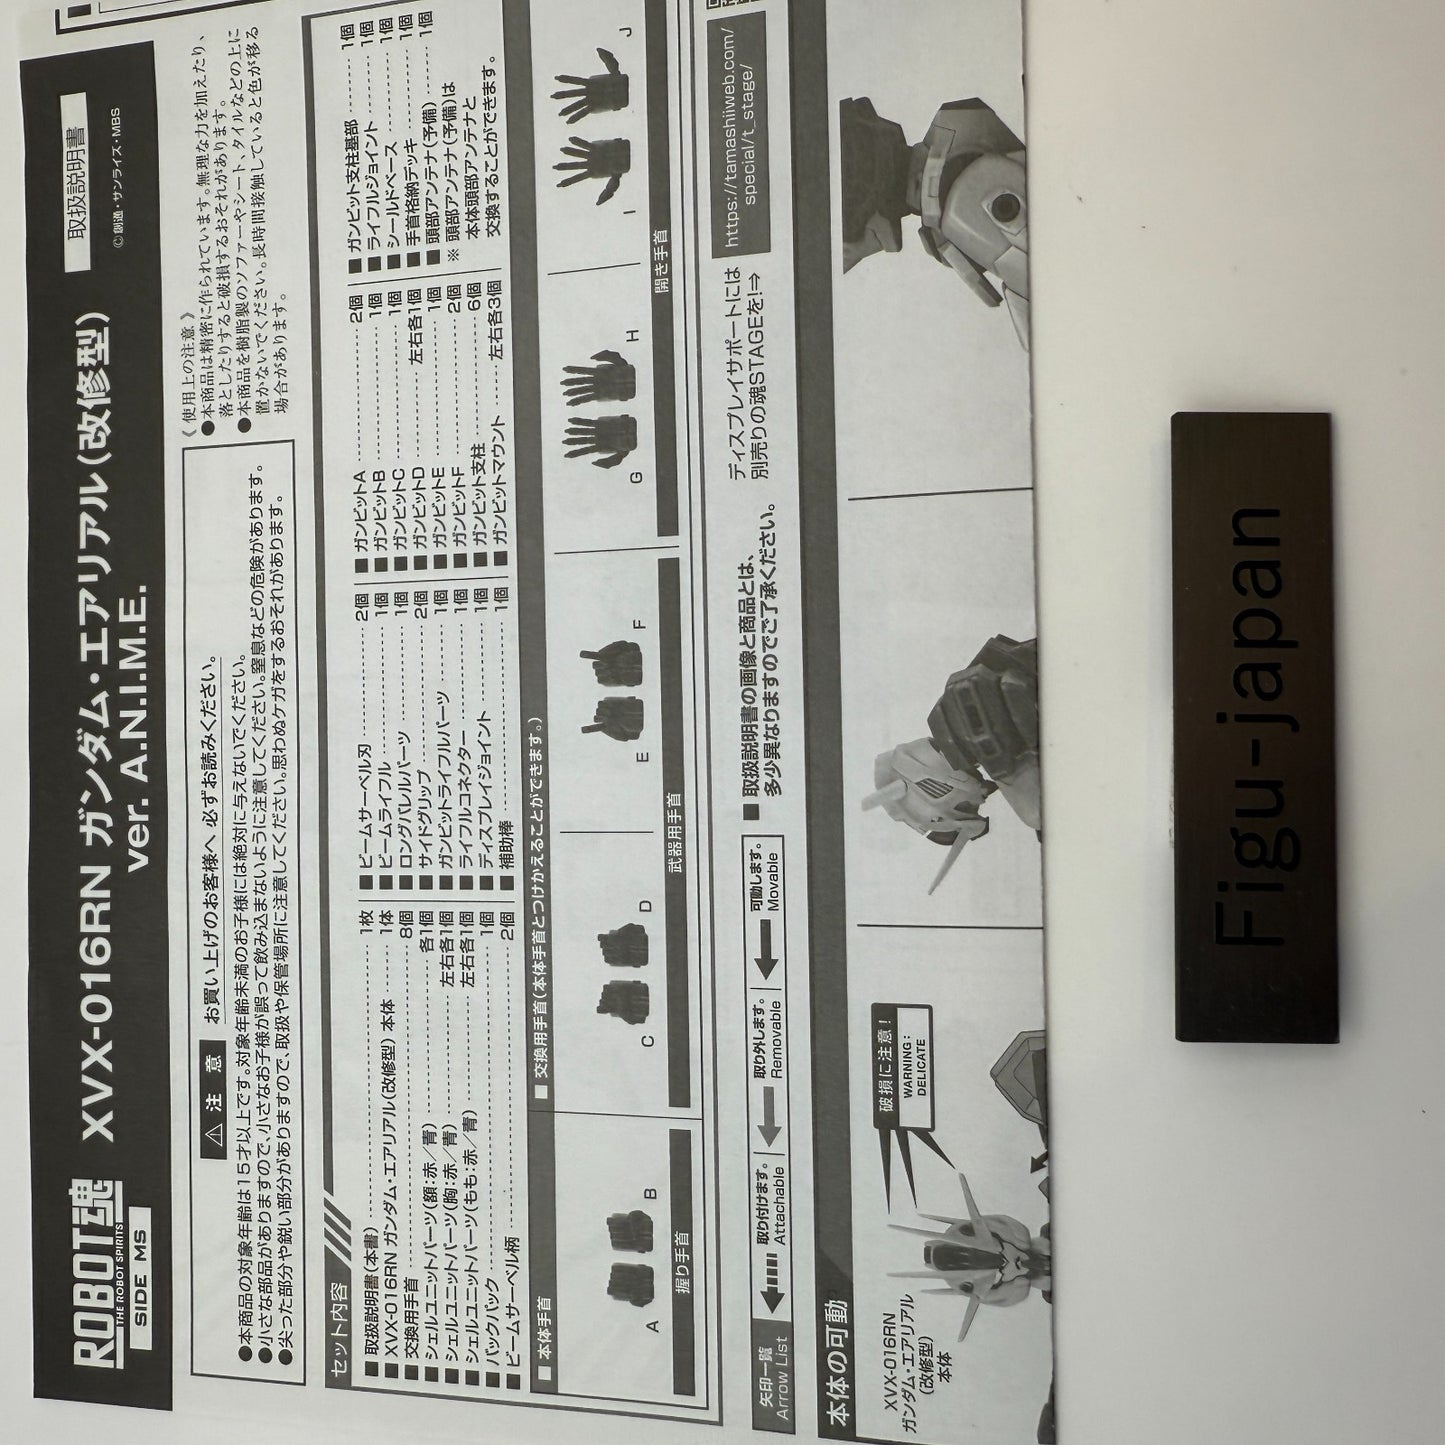 ROBOT魂
THE ROBOT SPIRITS
SIDE MS
XVX-016RN ガンダム・エアリアル(改修型)
ver. A.N.I.M.E.
取扱説明書
©創通・サンライズ・MBS
⚠ 注 意 お買い上げのお客様へ 必ずお読みください。
●本商品の対象年齢は15才以上です。対象年齢未満のお子様には絶対に与えないでください。
●小さな部品がありますので、小さなお子様が誤って飲み込まないように注意してください。窒息などの危険があります。
●尖った部分や鋭い部分がありますので、取扱や保管場所に注意してください。思わぬケガをするおそれがあります。
《 使用上の注意 》
●本商品は精密に作られています。無理な力を加えたり、
落としたりすると破損するおそれがあります。
●本商品を樹脂製のソファーやシート、タイルなどの上に
置かないでください。長時間接触していると色が移る
場合があります。
セット内容
■ 取扱説明書(本書) 1枚
■ XVX-016RN ガンダム・エアリアル(改修型) 本体 1体
■ 交換用手首 8個
■ シェルユニットパーツ(額:赤/青) 各1個
■ シェルユニットパーツ(胸:赤/青) 左右各1個
■ シェルユニットパーツ(もも:赤/青) 左右各1個
■ バックパック 1個
■ ビームサーベル柄 2個
■ ビームサーベル刃 2個
■ ビームライフル 1個
■ ロングバレルパーツ 1個
■ サイドグリップ 2個
■ ガンビットライフルパーツ 1個
■ ライフルコネクター 1個
■ ディスプレイジョイント 1個
■ 補助棒 1個
■ ガンビットA 2個
■ ガンビットB 1個
■ ガンビットC 1個
■ ガンビットD 左右各1個
■ ガンビットE 1個
■ ガンビットF 2個
■ ガンビット支柱 6個
■ ガンビットマウント 左右各3個
■ ガンビット支柱基部 1個
■ ライフルジョイント 1個
■ シールドベース 1個
■ 手首格納デッキ 1個
■ 頭部アンテナ(予備) 1個
※ 頭部アンテナ(予備)は
本体頭部アンテナと
交換することができます。
■ 本体手首
■ 交換用手首(本体手首とつけかえることができます。)
A B C D E F G H I J
握り手首
武器用手首
開き手首
矢印一覧
Arrow List
取り付けます。
Attachable
取り外します。
Removable
可動します。
Movable
■ 取扱説明書の画像と商品とは、
多少異なりますのでご了承ください。
ディスプレイサポートには
別売りの魂STAGEを!⇒
https://tamashiiweb.com/
special/t_stage/
本体の可動
XVX-016RN
ガンダム・エアリアル
(改修型)
本体
破損に注意!
WARNING:
DELICATE
Figu-japan